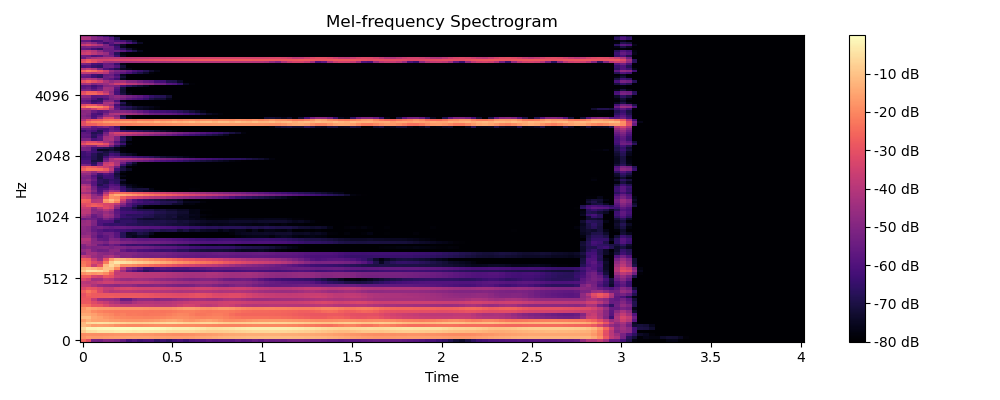 Mel-frequency Spectrogram
Hz
4096
2048
1024
512
0
0
0.5
1
1.5
2
2.5
3
3.5
4
Time
-10 dB
-20 dB
-30 dB
-40 dB
-50 dB
-60 dB
-70 dB
-80 dB